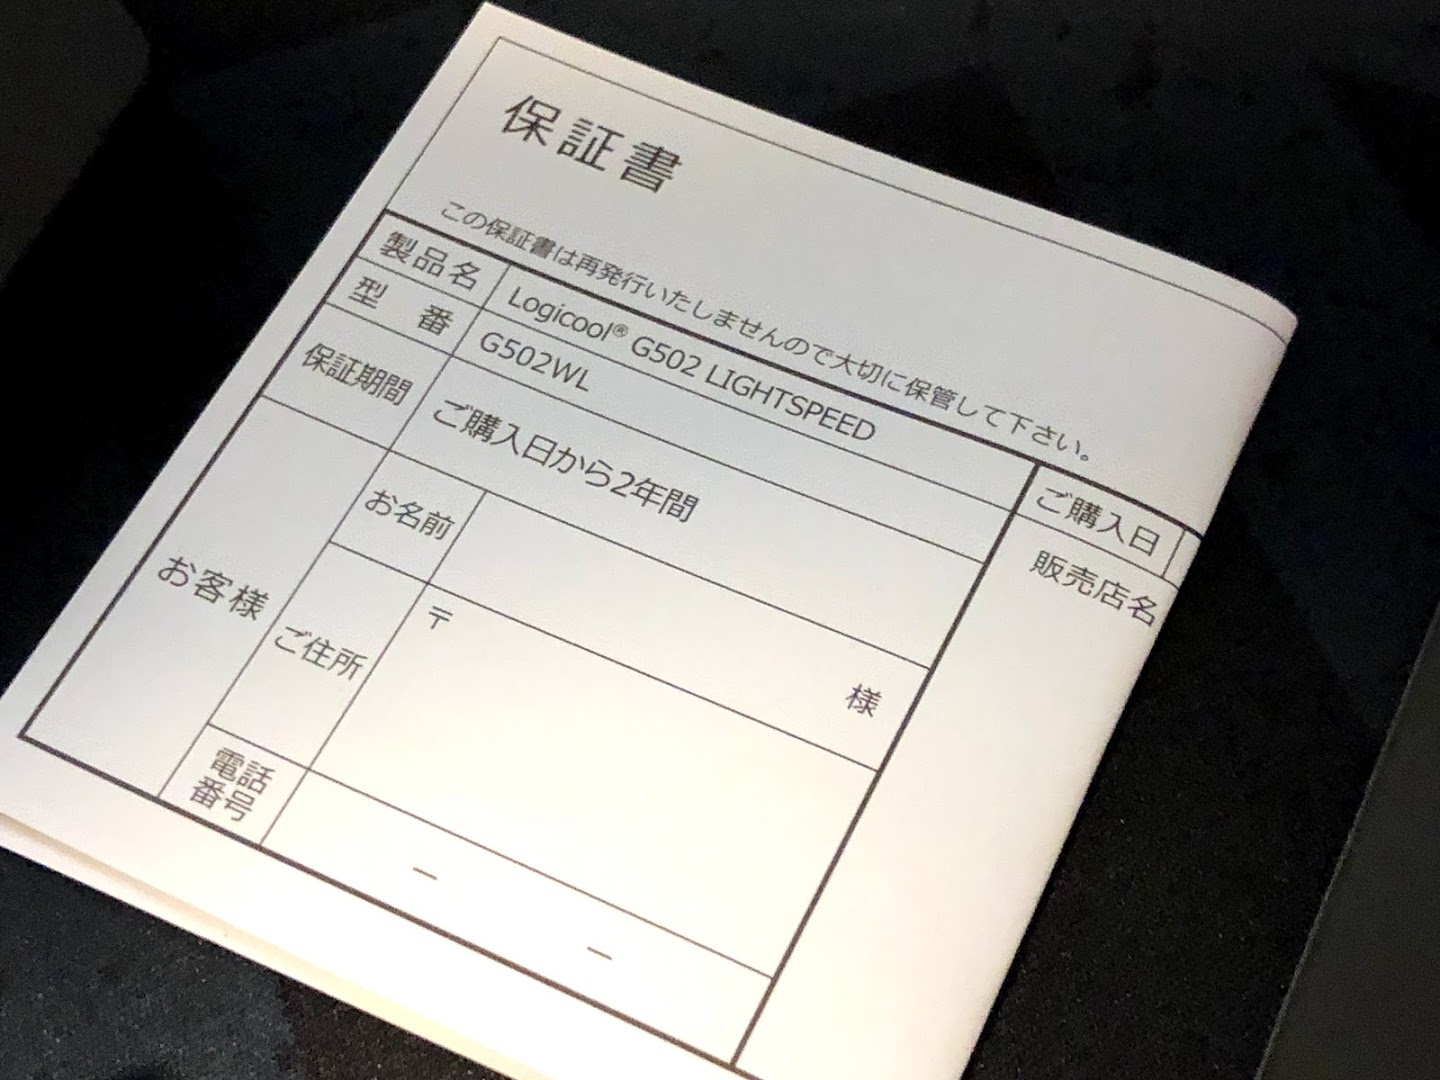 保証書
この保証書は再発行いたしませんので大切に保管して下さい。
製品名 Logicool® G502 LIGHTSPEED
型番 G502WL
保証期間 ご購入日から2年間
お客様
お名前 様
ご住所 〒
電話
番号 － －
ご購入日
販売店名